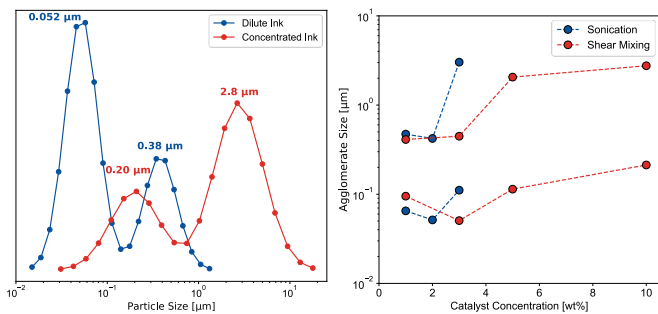 0.052 µm
Dilute Ink
Concentrated Ink
2.8 µm
0.38 µm
0.20 µm
10⁻² 10⁻¹ 10⁰ 10¹
Particle Size [µm]
Sonication
Shear Mixing
10¹
10⁰
10⁻¹
10⁻²
Agglomerate Size [µm]
0 2 4 6 8 10
Catalyst Concentration [wt%]